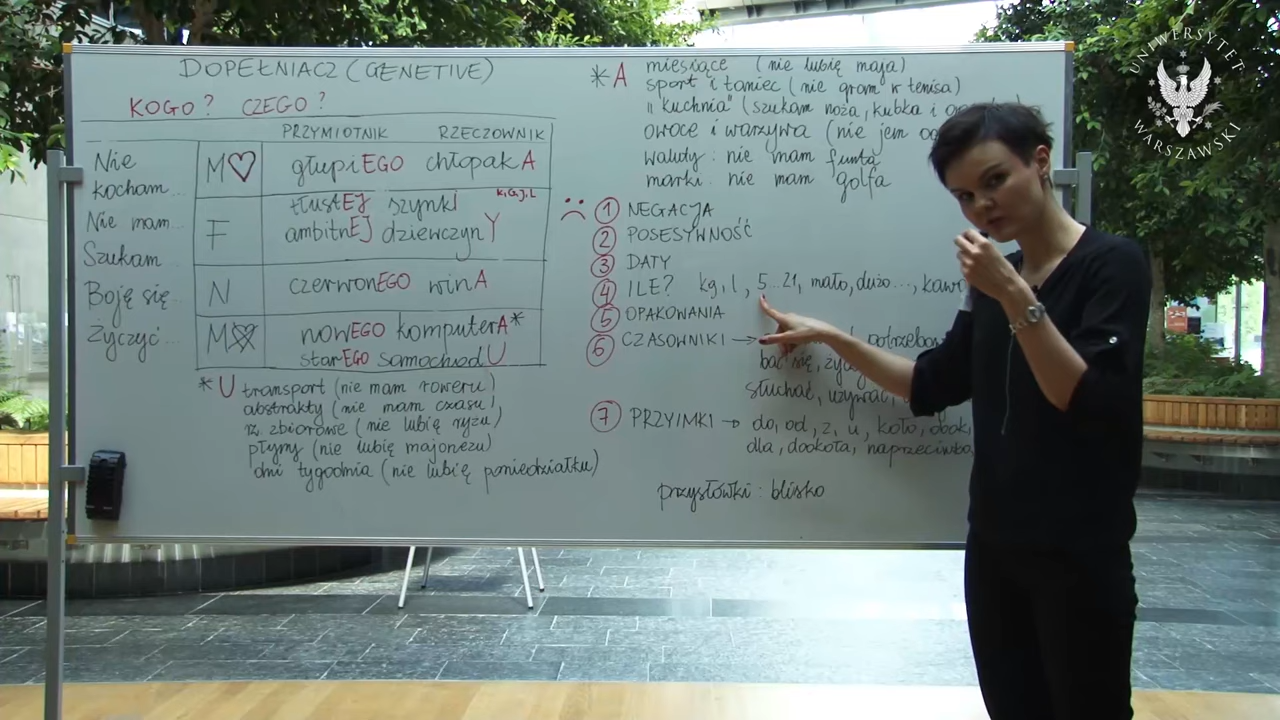 DOPEŁNIACZ (GENETIVE)
KOGO? CZEGO?
PRZYMIOTNIK RZECZOWNIK
Nie kocham...
Nie mam...
Szukam
Boję się...
Życzyć...
M♡ głupiEGO chłopakA
F tłustEJ szynkI K,G,J,L
ambitnEJ dziewczynY
N czerwonEGO winA
M nowEGO komputerA*
starEGO samochodU
*U transport (nie mam roweru)
abstrakty (nie mam czasu)
rz. zbiorowe (nie lubię ryżu)
płyny (nie lubię majonezu)
dni tygodnia (nie lubię poniedziałku)
*A miesiące (nie lubię maja)
sport i taniec (nie gram w tenisa)
"kuchnia" (szukam noża, kubka i
owoce i warzywa (nie jem
waluty: nie mam funta
marki: nie mam golfa
:( 1 NEGACJA
2 POSESYWNOŚĆ
3 DATY
4 ILE? kg, l, 5...21, mało, dużo...,
5 OPAKOWANIA
6 CZASOWNIKI →
bać się,
słuchać, używać,
7 PRZYIMKI → do, od, z, u, koło, obok,
dla, dookoła, naprzeciwko,
przysłówki: blisko
UNIWERSYTET
WARSZAWSKI